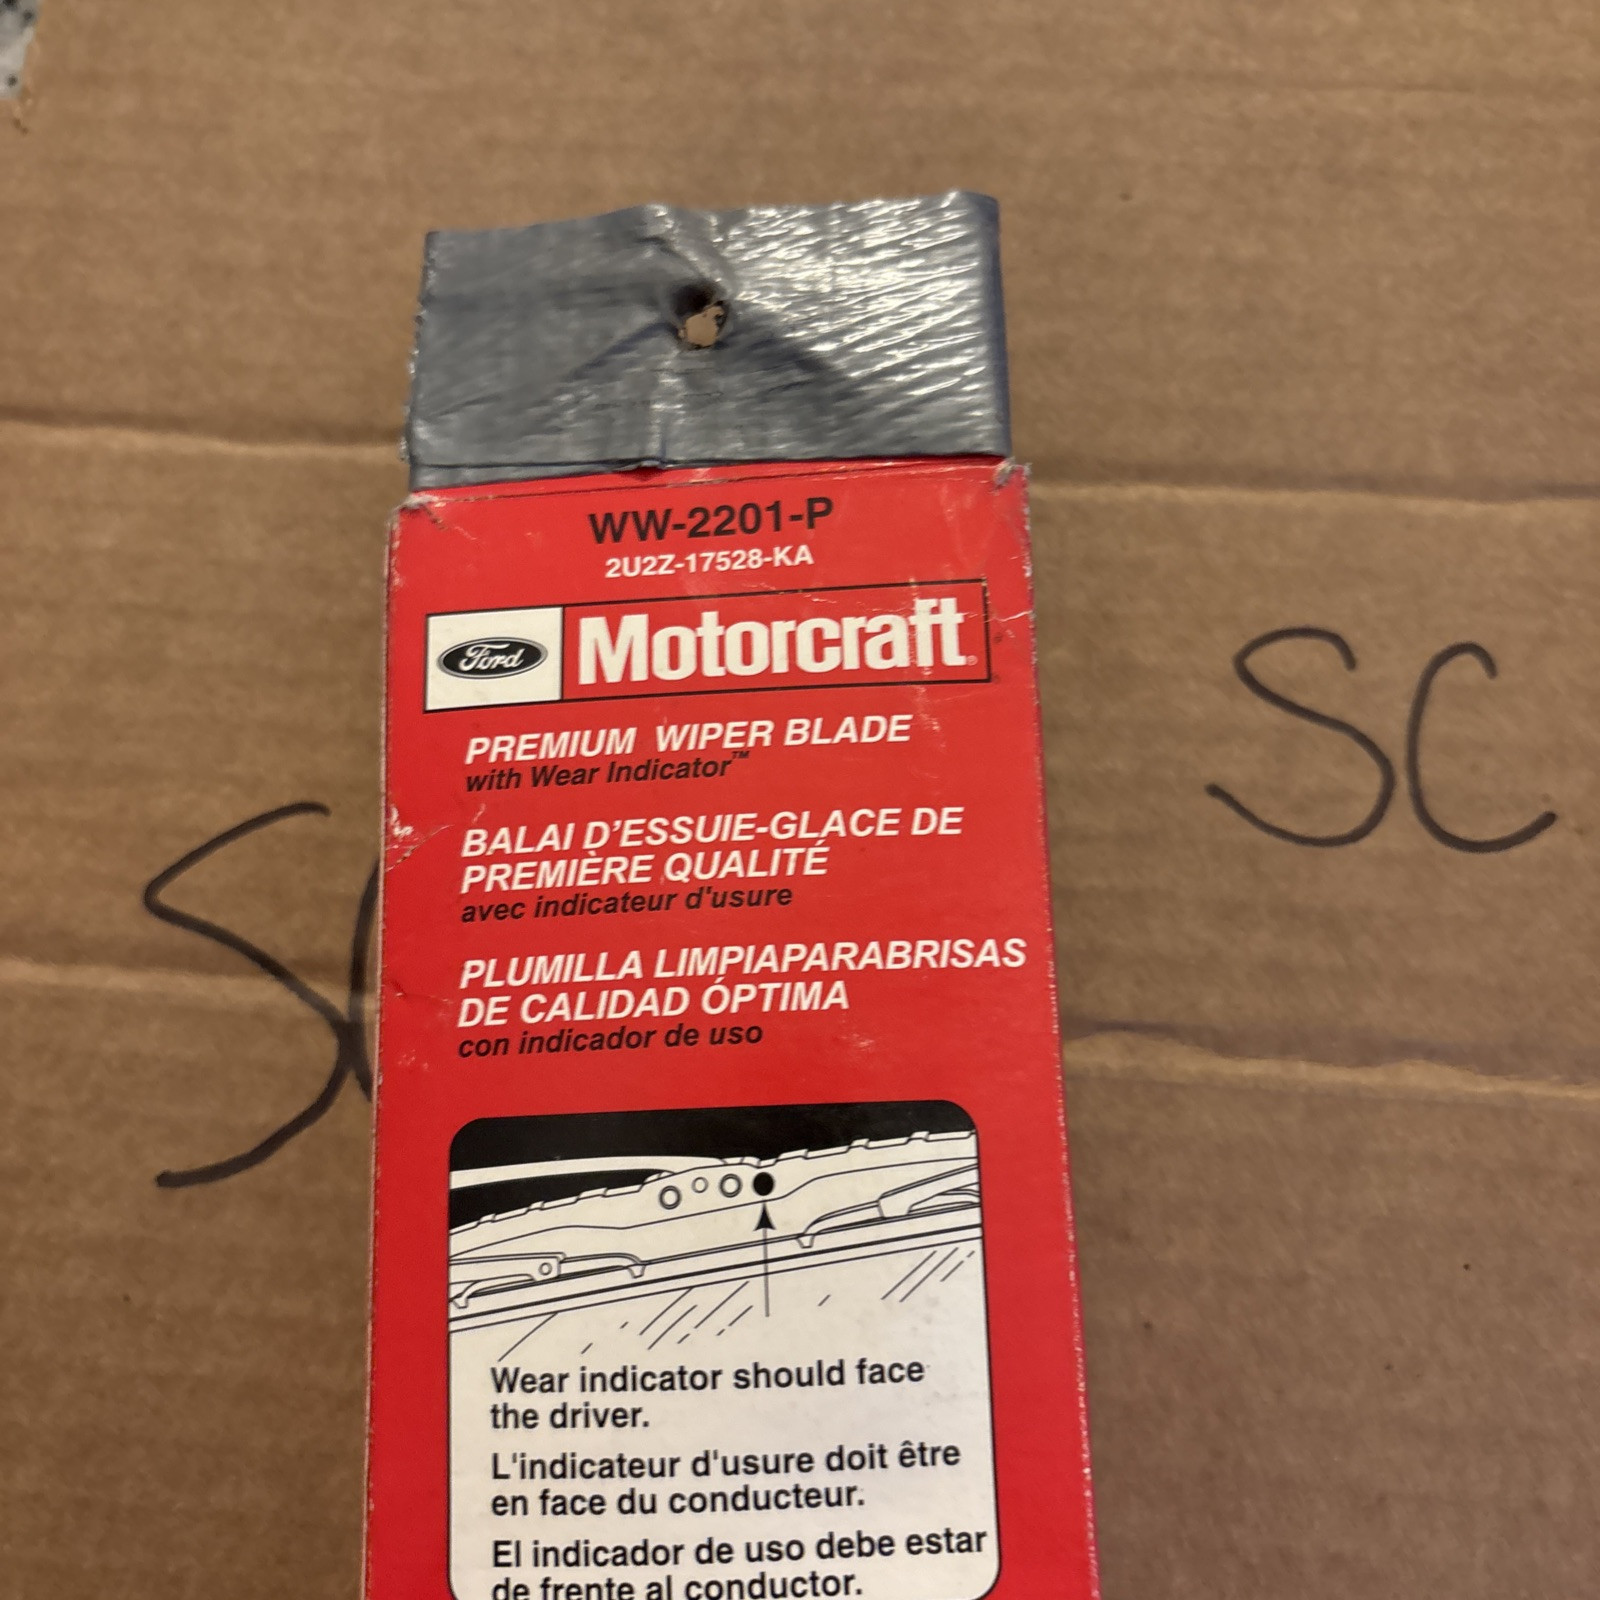 WW-2201-P
2U2Z-17528-KA
Ford Motorcraft®
PREMIUM WIPER BLADE
with Wear Indicator™
BALAI D'ESSUIE-GLACE DE
PREMIÈRE QUALITÉ
avec indicateur d'usure
PLUMILLA LIMPIAPARABRISAS
DE CALIDAD ÓPTIMA
con indicador de uso
Wear indicator should face
the driver.
L'indicateur d'usure doit être
en face du conducteur.
El indicador de uso debe estar
de frente al conductor.
SC
SC